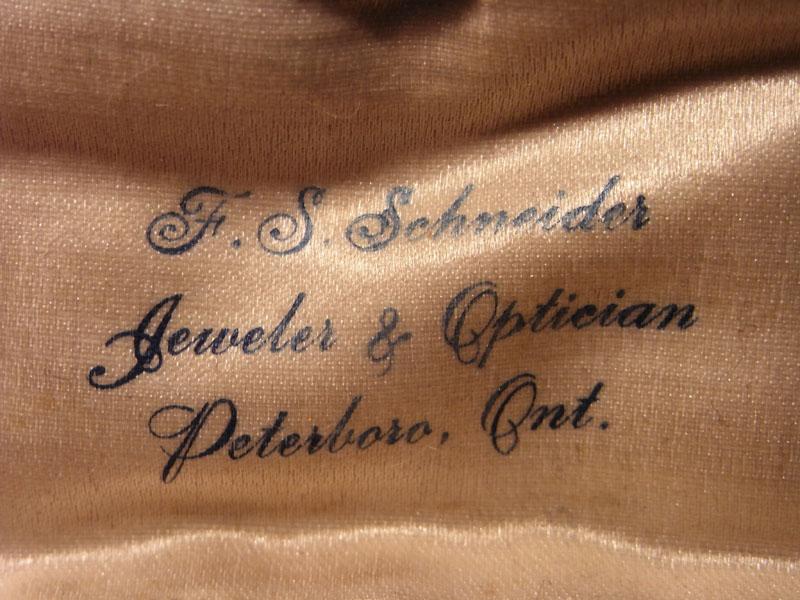 F. S. Schneider
Jeweler & Optician
Peterboro, Ont.